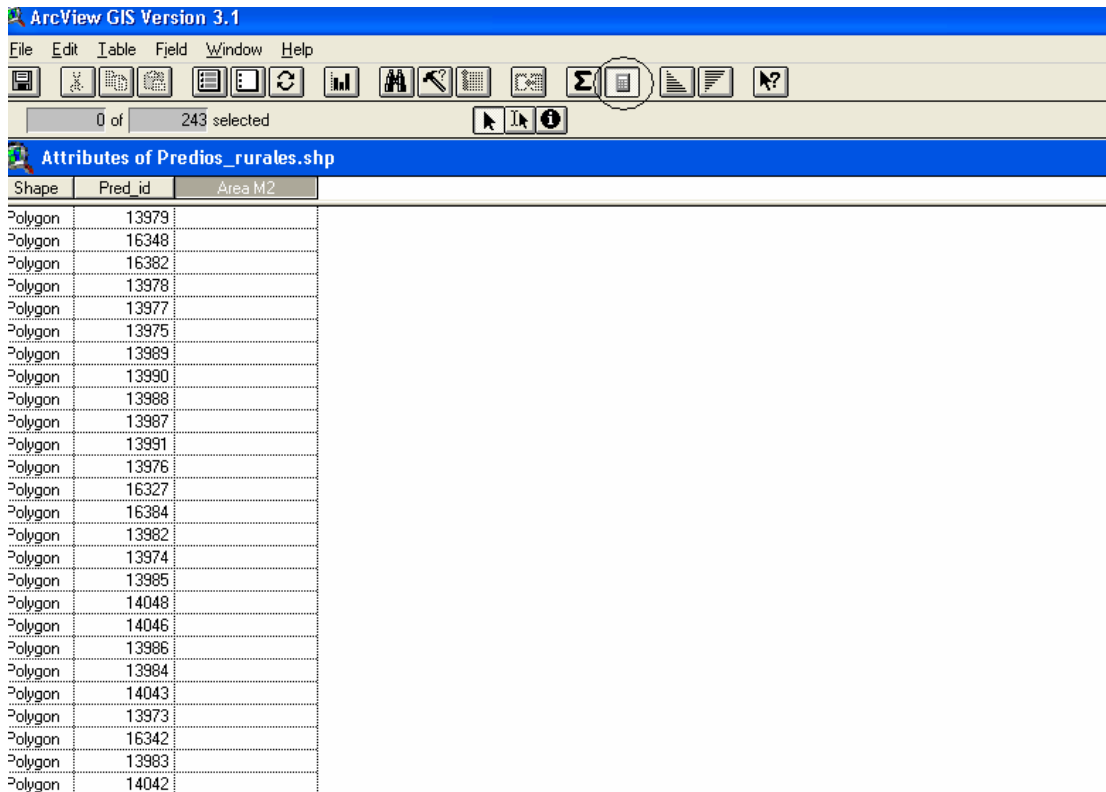 ArcView GIS Version 3.1
File Edit Table Field Window Help
Σ ?
0 of 243 selected
Attributes of Predios_rurales.shp
Shape Pred_id Area M2
Polygon 13979
Polygon 16348
Polygon 16382
Polygon 13978
Polygon 13977
Polygon 13975
Polygon 13989
Polygon 13990
Polygon 13988
Polygon 13987
Polygon 13991
Polygon 13976
Polygon 16327
Polygon 16384
Polygon 13982
Polygon 13974
Polygon 13985
Polygon 14048
Polygon 14046
Polygon 13986
Polygon 13984
Polygon 14043
Polygon 13973
Polygon 16342
Polygon 13983
Polygon 14042